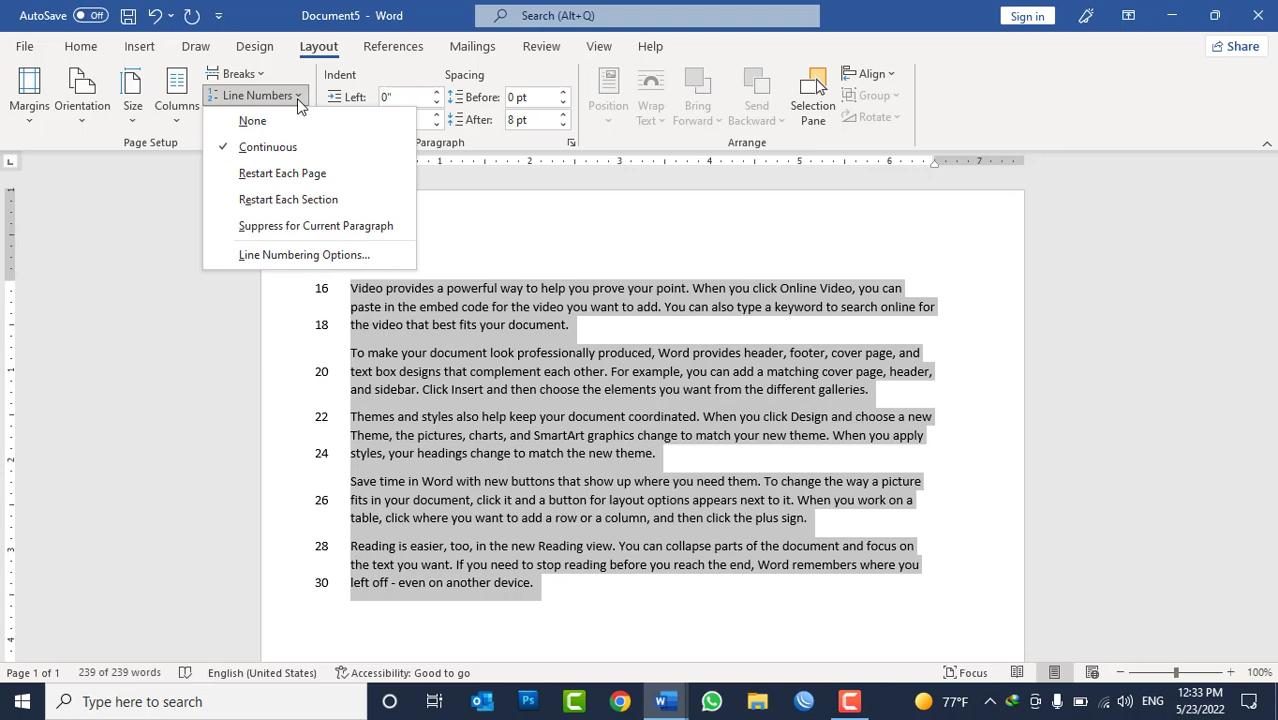 AutoSave Off Document5 - Word Search (Alt+Q) Sign in
File Home Insert Draw Design Layout References Mailings Review View Help Share
Margins Orientation Size Columns Breaks Line Numbers Indent Left: 0" Spacing Before: 0 pt After: 8 pt Position Wrap Text Bring Forward Send Backward Selection Pane Align Group Rotate
Page Setup Paragraph Arrange
None
Continuous
Restart Each Page
Restart Each Section
Suppress for Current Paragraph
Line Numbering Options...
1 2 3 4 5 6 7
1
1
2
3
4
16 Video provides a powerful way to help you prove your point. When you click Online Video, you can
paste in the embed code for the video you want to add. You can also type a keyword to search online for
18 the video that best fits your document.
To make your document look professionally produced, Word provides header, footer, cover page, and
20 text box designs that complement each other. For example, you can add a matching cover page, header,
and sidebar. Click Insert and then choose the elements you want from the different galleries.
22 Themes and styles also help keep your document coordinated. When you click Design and choose a new
Theme, the pictures, charts, and SmartArt graphics change to match your new theme. When you apply
24 styles, your headings change to match the new theme.
Save time in Word with new buttons that show up where you need them. To change the way a picture
26 fits in your document, click it and a button for layout options appears next to it. When you work on a
table, click where you want to add a row or a column, and then click the plus sign.
28 Reading is easier, too, in the new Reading view. You can collapse parts of the document and focus on
the text you want. If you need to stop reading before you reach the end, Word remembers where you
30 left off - even on another device.
Page 1 of 1 239 of 239 words English (United States) Accessibility: Good to go Focus 100%
Type here to search 77°F ENG 12:33 PM
5/23/2022